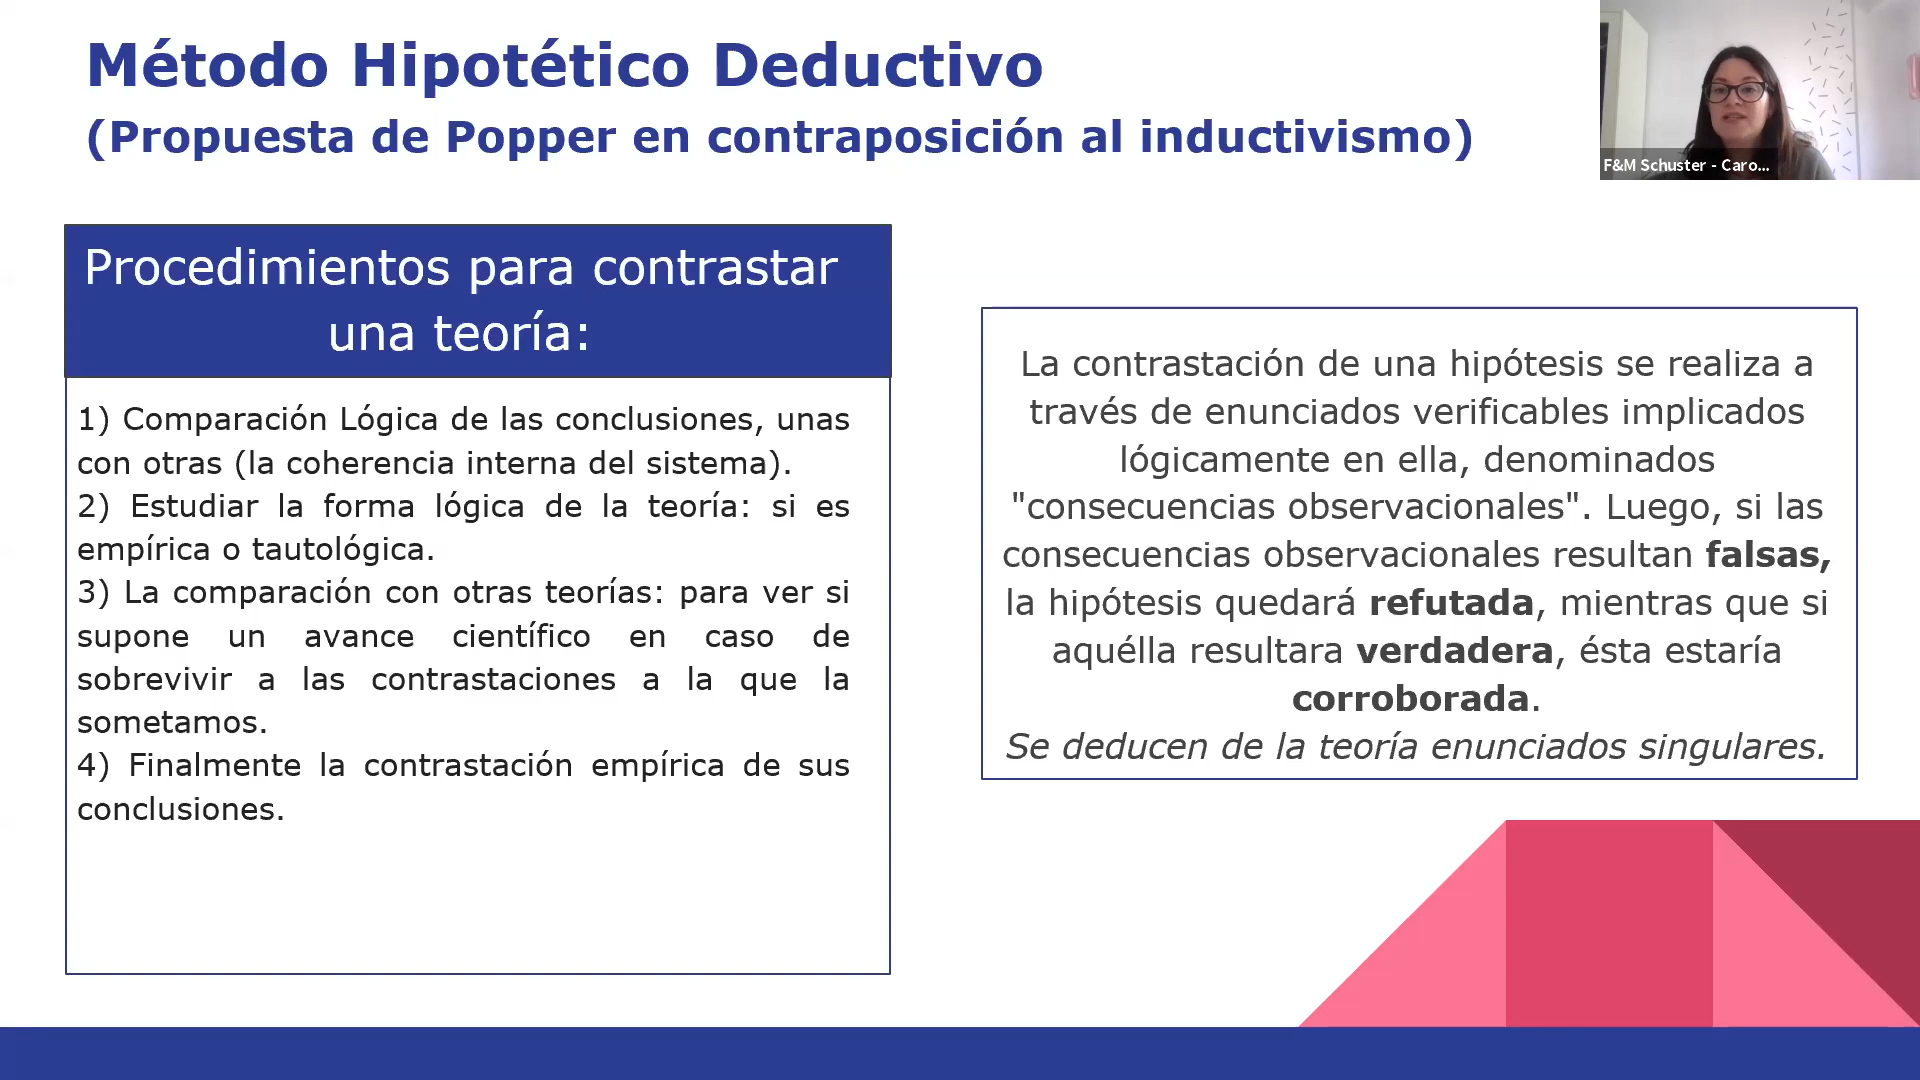 Método Hipotético Deductivo
(Propuesta de Popper en contraposición al inductivismo)
F&M Schuster - Caro...
Procedimientos para contrastar
una teoría:
1) Comparación Lógica de las conclusiones, unas
con otras (la coherencia interna del sistema).
2) Estudiar la forma lógica de la teoría: si es
empírica o tautológica.
3) La comparación con otras teorías: para ver si
supone un avance científico en caso de
sobrevivir a las contrastaciones a la que la
sometamos.
4) Finalmente la contrastación empírica de sus
conclusiones.
La contrastación de una hipótesis se realiza a
través de enunciados verificables implicados
lógicamente en ella, denominados
"consecuencias observacionales". Luego, si las
consecuencias observacionales resultan falsas,
la hipótesis quedará refutada, mientras que si
aquélla resultara verdadera, ésta estaría
corroborada.
Se deducen de la teoría enunciados singulares.